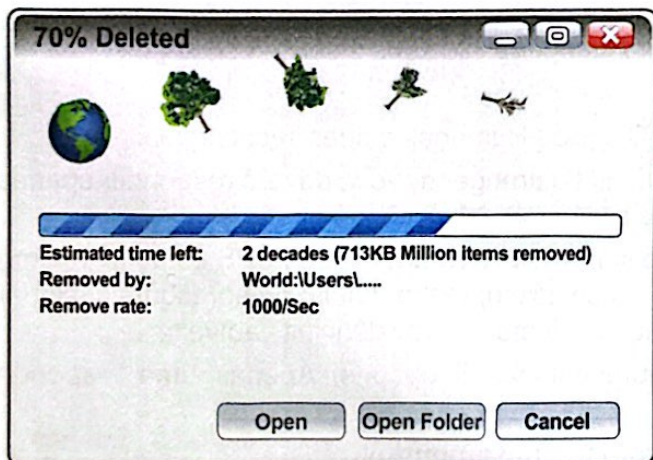 70% Deleted
Estimated time left: 2 decades (713KB Million items removed)
Removed by: World:\Users\.....
Remove rate: 1000/Sec
Open Open Folder Cancel